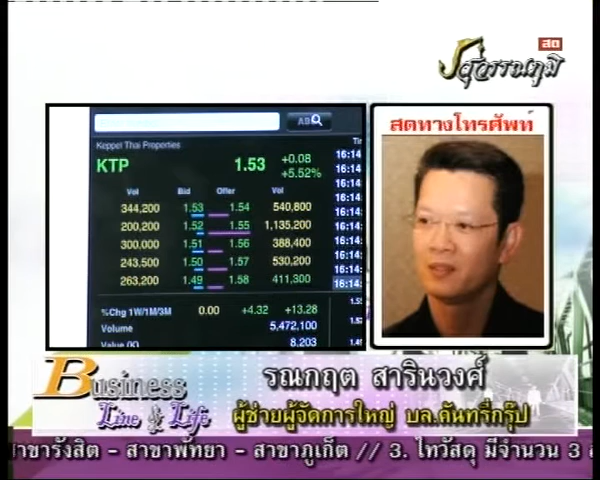 สด
สุวรรณภูมิ
สดทางโทรศัพท์
Keppel Thai Properties
KTP 1.53 +0.08
+5.52%
Vol Bid Offer Vol
344,200 1.53 1.54 540,800
200,200 1.52 1.55 1,135,200
300,000 1.51 1.56 388,400
243,500 1.50 1.57 530,200
263,200 1.49 1.58 411,300
16:14
16:14
16:14
16:14
16:14
16:14
16:14
16:14
16:14
16:14
%Chg 1W/1M/3M 0.00 +4.32 +13.28
Volume 5,472,100
Value (K) 8,203
Business
Line & Life
รณกฤต สารินวงศ์
ผู้ช่วยผู้จัดการใหญ่ บล.คันทรี่กรุ๊ป
สาขารังสิต - สาขาพัทยา - สาขาภูเก็ต // 3. ไทวัสดุ มีจำนวน 3